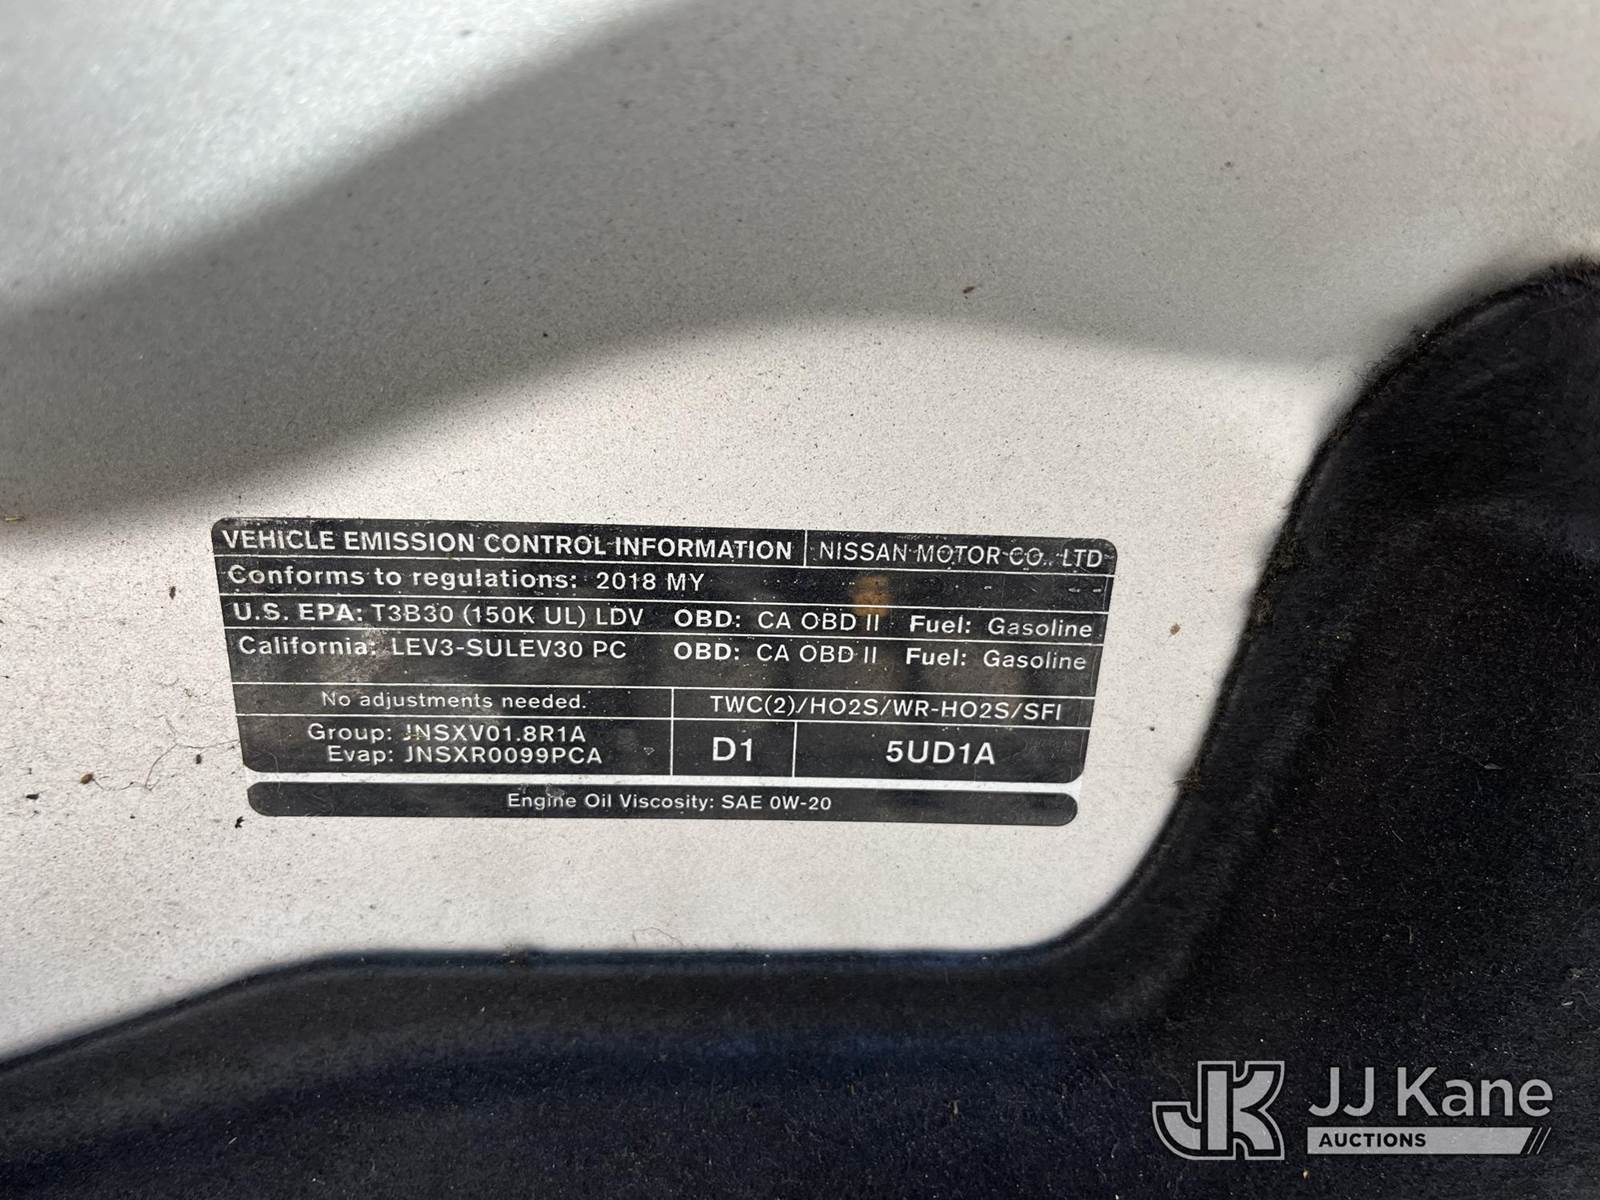 VEHICLE EMISSION CONTROL INFORMATION NISSAN MOTOR CO., LTD
Conforms to regulations: 2018 MY
U.S. EPA: T3B30 (150K UL) LDV OBD: CA OBD II Fuel: Gasoline
California: LEV3-SULEV30 PC OBD: CA OBD II Fuel: Gasoline
No adjustments needed. TWC(2)/HO2S/WR-HO2S/SFI
Group: JNSXV01.8R1A
Evap: JNSXR0099PCA
D1 5UD1A
Engine Oil Viscosity: SAE 0W-20
JK JJ Kane
AUCTIONS